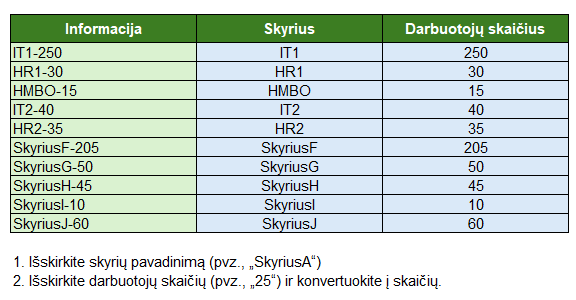 Informacija Skyrius Darbuotojų skaičius
IT1-250 IT1 250
HR1-30 HR1 30
HMBO-15 HMBO 15
IT2-40 IT2 40
HR2-35 HR2 35
SkyriusF-205 SkyriusF 205
SkyriusG-50 SkyriusG 50
SkyriusH-45 SkyriusH 45
SkyriusI-10 SkyriusI 10
SkyriusJ-60 SkyriusJ 60
1. Išskirkite skyrių pavadinimą (pvz., „SkyriusA“)
2. Išskirkite darbuotojų skaičių (pvz., „25“) ir konvertuokite į skaičių.